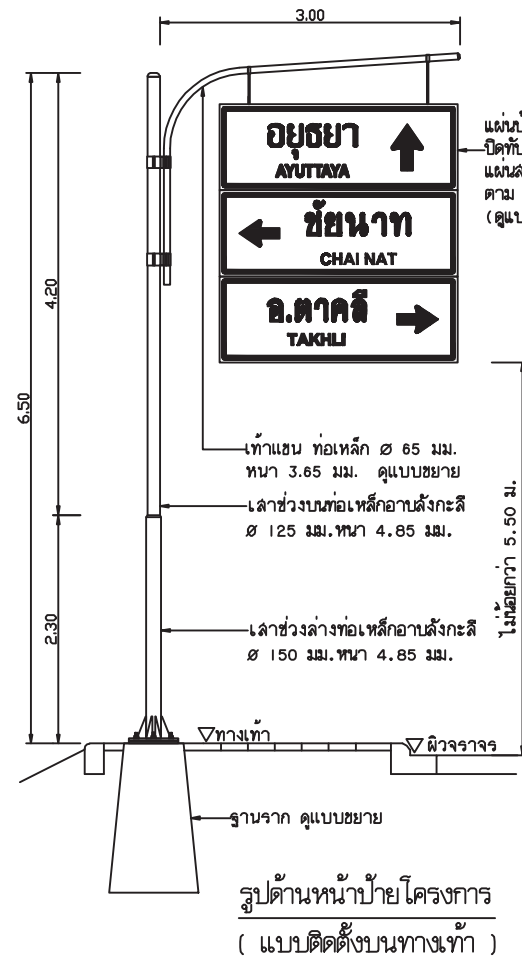 3.00
อยุธยา
AYUTTAYA
ชัยนาท
CHAI NAT
อ.ตาคลี
TAKHLI
ปิดทับ
ตาม
4.20
6.50
2.30
เท้าแขน ท่อเหล็ก Ø 65 มม.
หนา 3.65 มม. ดูแบบขยาย
เสาช่วงบนท่อเหล็กอาบสังกะสี
Ø 125 มม.หนา 4.85 มม.
เสาช่วงล่างท่อเหล็กอาบสังกะสี
Ø 150 มม.หนา 4.85 มม.
ไม่น้อยกว่า 5.50 ม.
ทางเท้า
ผิวจราจร
ฐานราก ดูแบบขยาย
รูปด้านหน้าป้ายโครงการ
( แบบติดตั้งบนทางเท้า )